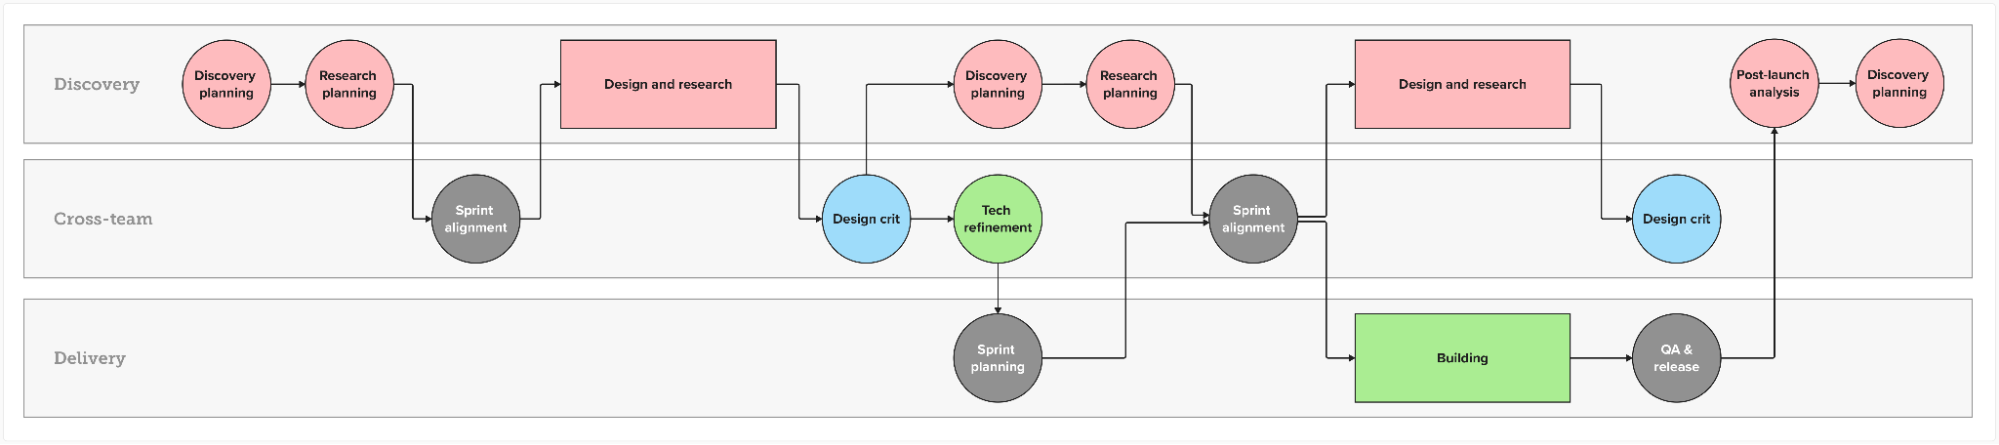 Discovery
Discovery
planning
Research
planning
Design and research
Discovery
planning
Research
planning
Design and research
Post-launch
analysis
Discovery
planning
Cross-team
Sprint
alignment
Design crit
Tech
refinement
Sprint
alignment
Design crit
Delivery
Sprint
planning
Building
QA &
release